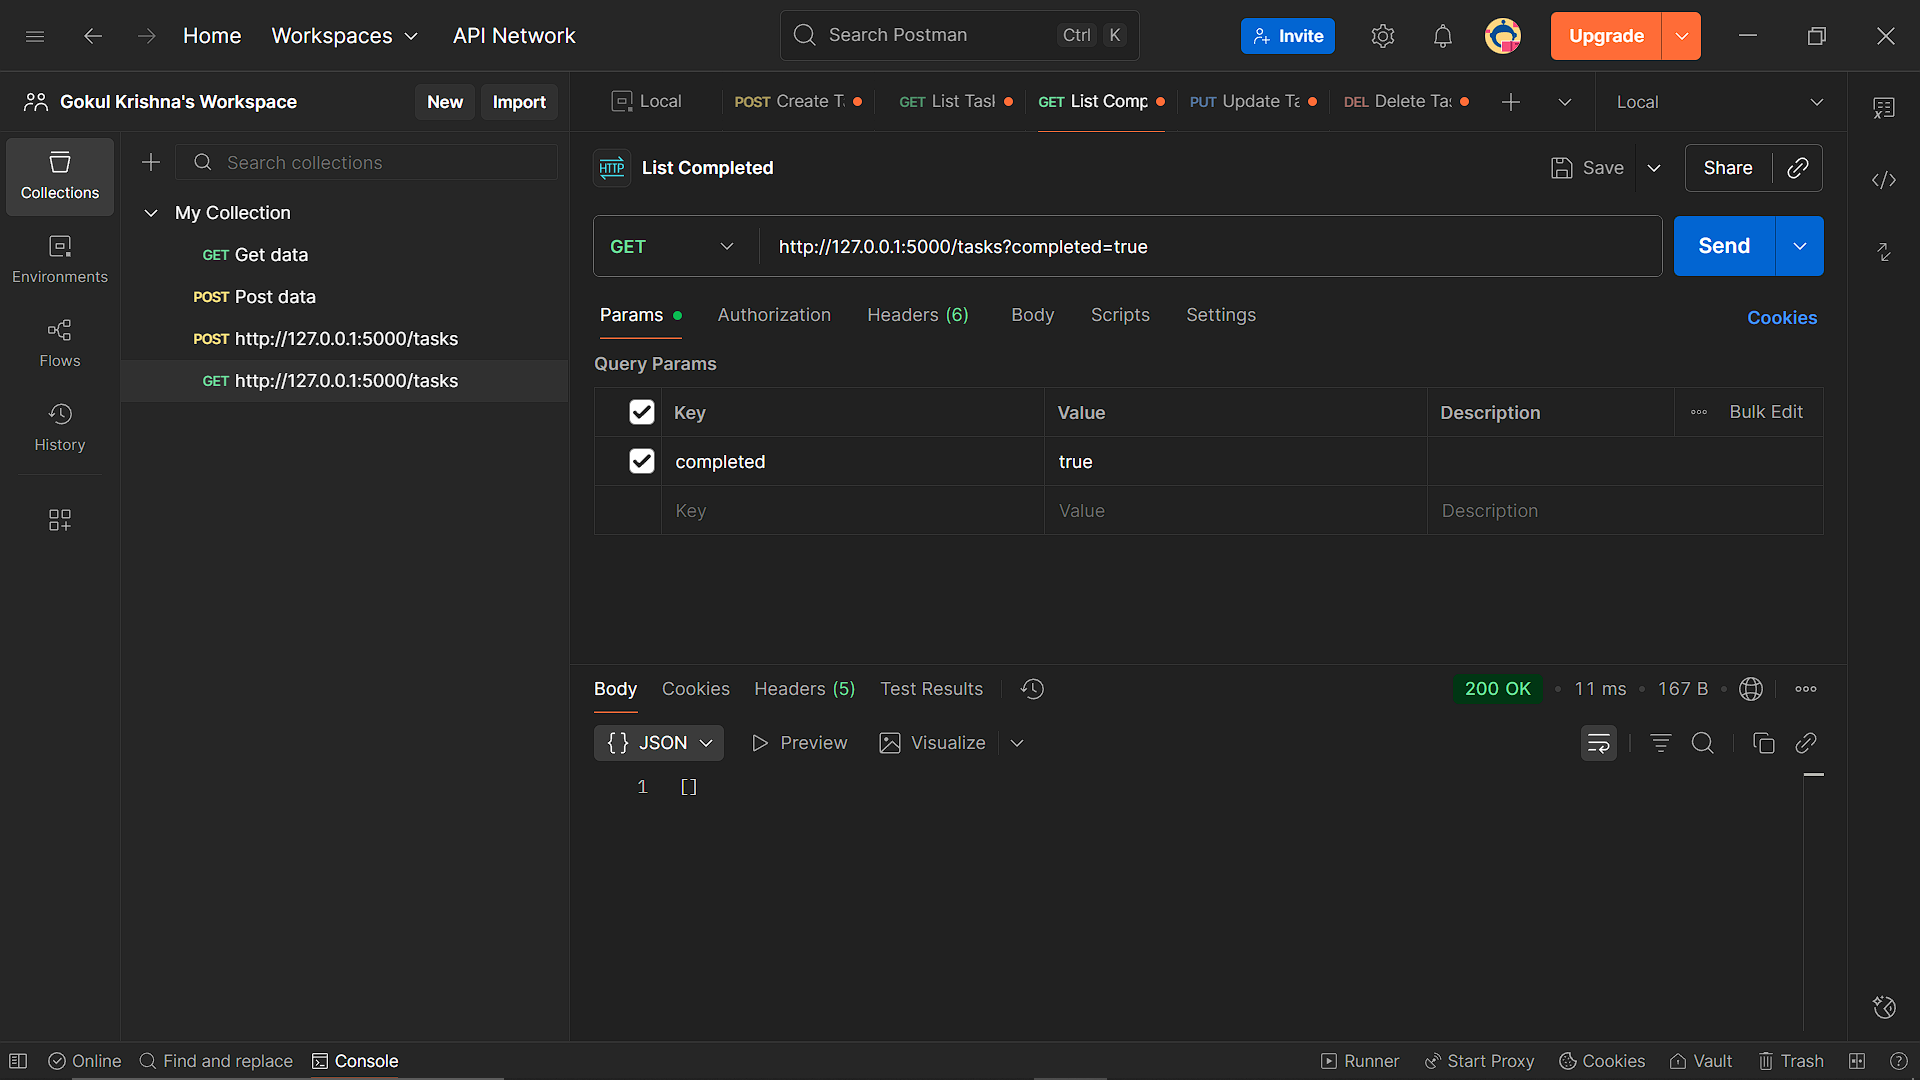 Home
Workspaces
API Network
Search Postman
Ctrl
K
Invite
Upgrade
Gokul Krishna's Workspace
New
Import
Local
POST Create T
GET List Task
GET List Comp
PUT Update Ta
DEL Delete Tas
Local
Collections
Environments
Flows
History
Search collections
My Collection
GET Get data
POST Post data
POST http://127.0.0.1:5000/tasks
GET http://127.0.0.1:5000/tasks
HTTP
List Completed
Save
Share
GET
http://127.0.0.1:5000/tasks?completed=true
Send
Params
Authorization
Headers (6)
Body
Scripts
Settings
Cookies
Query Params
Key
Value
Description
Bulk Edit
completed
true
Key
Value
Description
Body
Cookies
Headers (5)
Test Results
200 OK
11 ms
167 B
{} JSON
Preview
Visualize
1 []
Online
Find and replace
Console
Runner
Start Proxy
Cookies
Vault
Trash